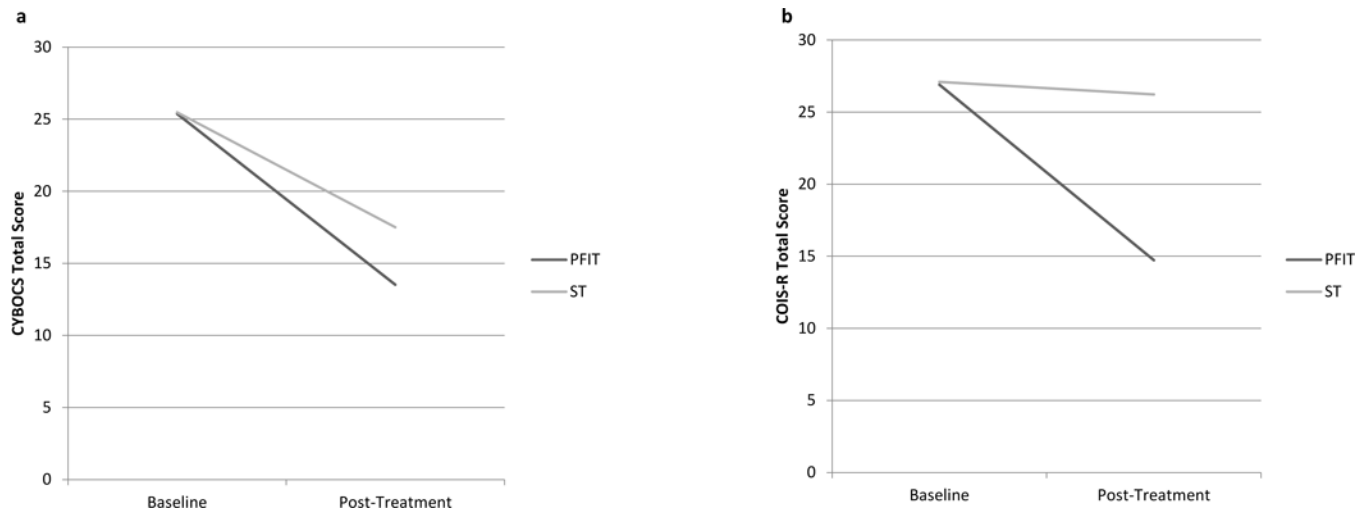 a
30
25
20
15
10
5
0
CYBOCS Total Score
Baseline
Post-Treatment
PFIT
ST
b
30
25
20
15
10
5
0
COIS-R Total Score
Baseline
Post-Treatment
PFIT
ST